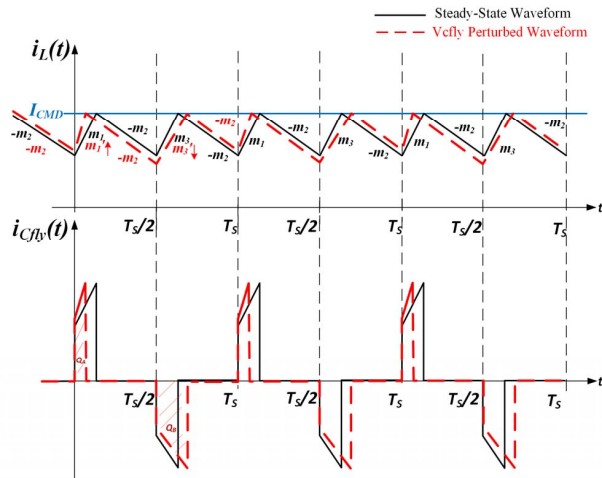 Steady-State Waveform
Vcfly Perturbed Waveform
iL(t)
ICMD
-m2 -m2 m1 m1 -m2 -m2 m3 m3 -m2 -m2 m1 -m2 m3 -m2 m1 -m2 m3 -m2
t
TS/2 TS TS/2 TS TS/2 TS
iCfly(t)
QA
t
TS/2 TS TS/2 TS TS/2 TS
QB